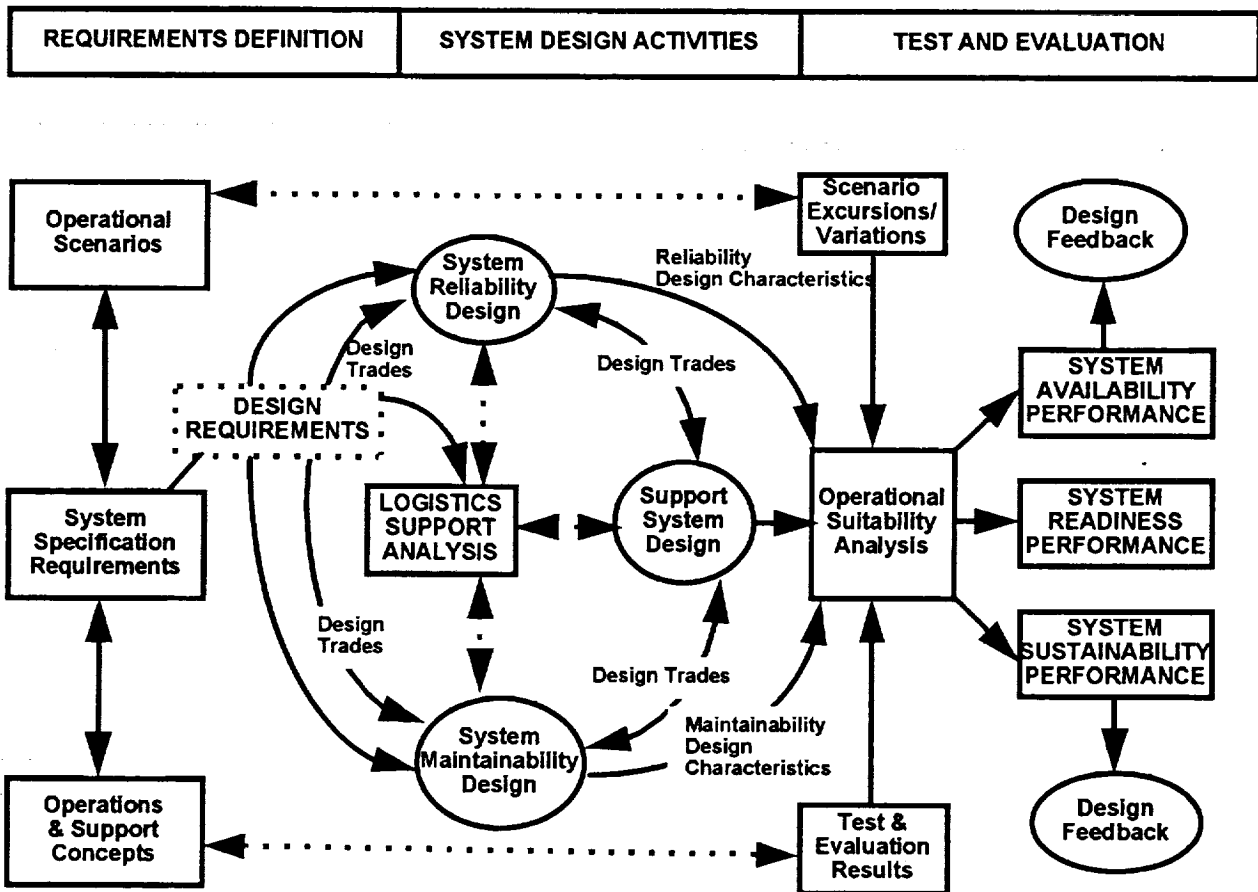 REQUIREMENTS DEFINITION
SYSTEM DESIGN ACTIVITIES
TEST AND EVALUATION
Operational
Scenarios
Scenario
Excursions/
Variations
Design
Feedback
System
Reliability
Design
Reliability
Design Characteristics
Design
Trades
Design Trades
SYSTEM
AVAILABILITY
PERFORMANCE
DESIGN
REQUIREMENTS
System
Specification
Requirements
LOGISTICS
SUPPORT
ANALYSIS
Support
System
Design
Operational
Suitability
Analysis
SYSTEM
READINESS
PERFORMANCE
Design
Trades
Design Trades
SYSTEM
SUSTAINABILITY
PERFORMANCE
System
Maintainability
Design
Maintainability
Design
Characteristics
Operations
& Support
Concepts
Test &
Evaluation
Results
Design
Feedback